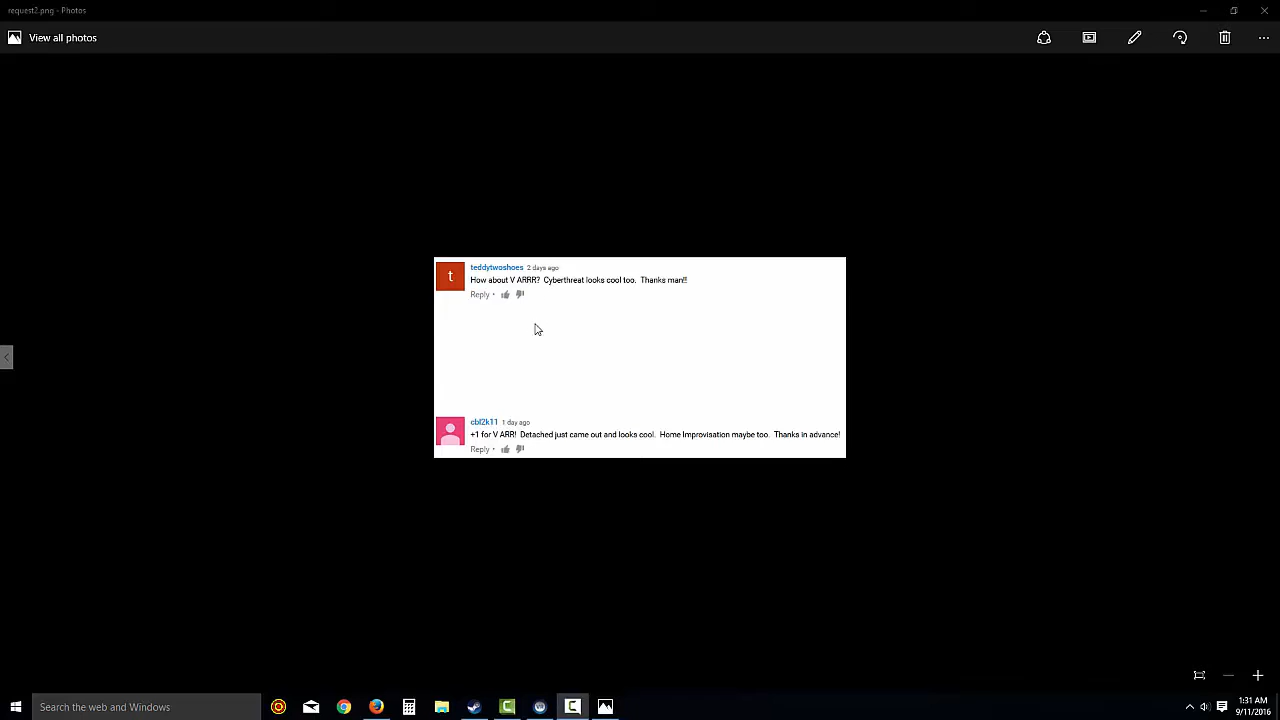 request2.png - Photos
View all photos
t
teddytwoshoes 2 days ago
How about V ARRR? Cyberthreat looks cool too. Thanks man!!
Reply •
cbl2k11 1 day ago
+1 for V ARR! Detached just came out and looks cool. Home Improvisation maybe too. Thanks in advance!
Reply •
Search the web and Windows
1:31 AM
9/11/2016